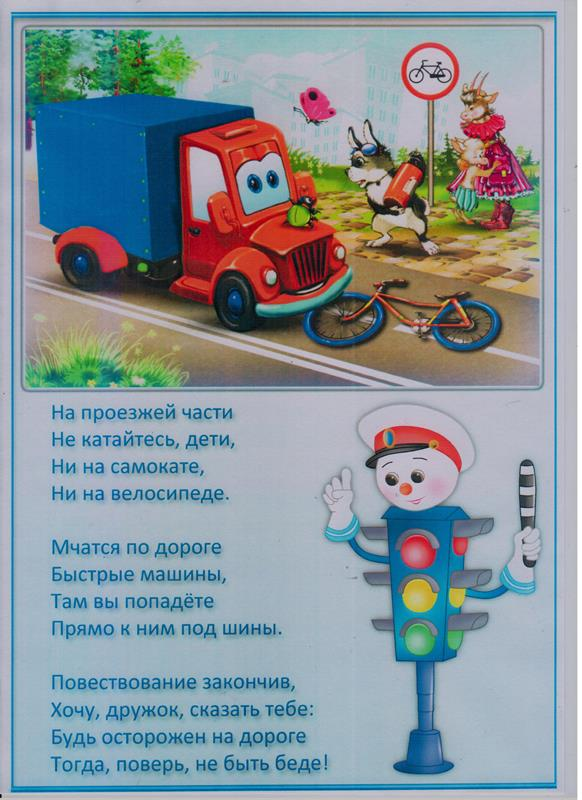 На проезжей части
Не катайтесь, дети,
Ни на самокате,
Ни на велосипеде.

Мчатся по дороге
Быстрые машины,
Там вы попадёте
Прямо к ним под шины.

Повествование закончив,
Хочу, дружок, сказать тебе:
Будь осторожен на дороге
Тогда, поверь, не быть беде!